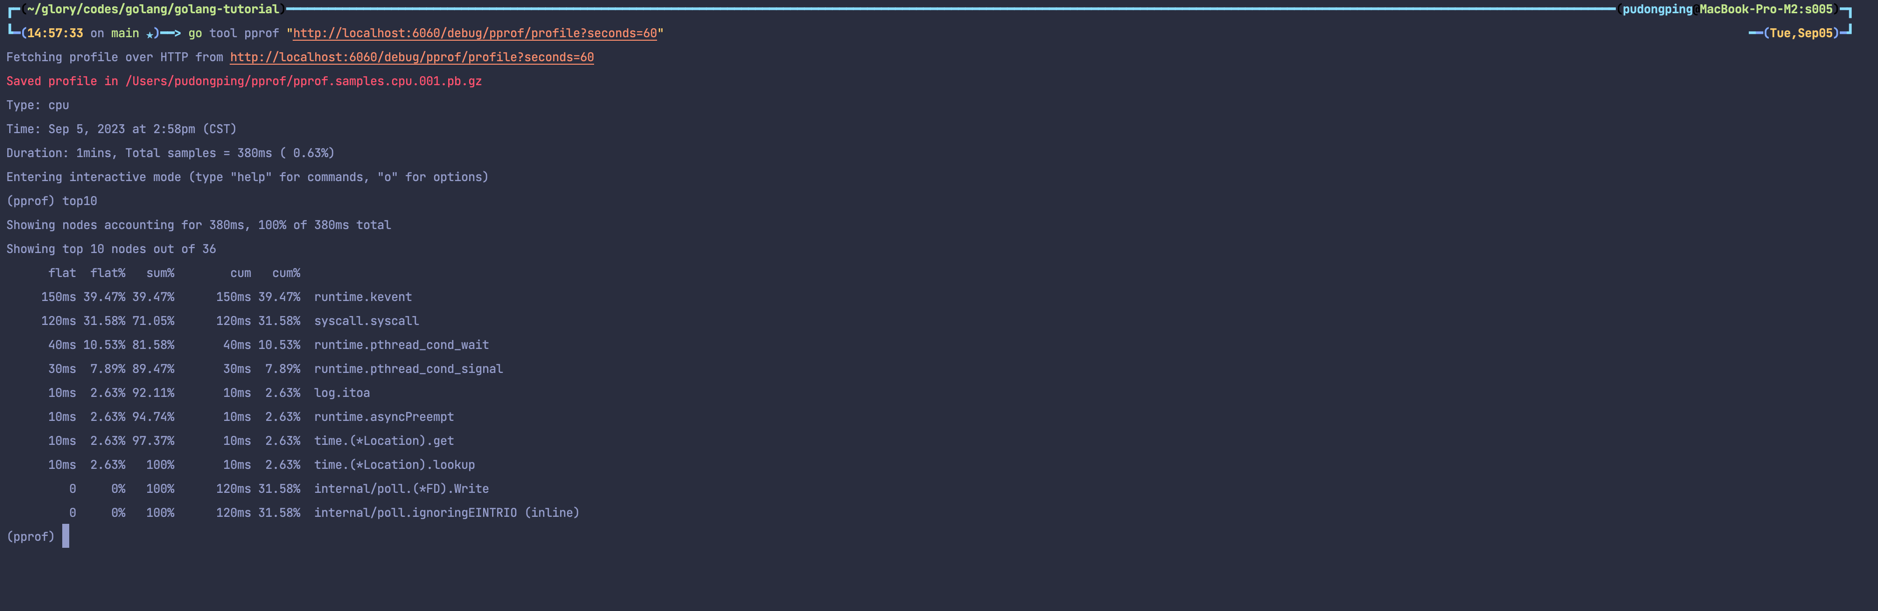 (~/glory/codes/golang/golang-tutorial) (pudongping@MacBook-Pro-M2:s005)
(14:57:33 on main ★)──> go tool pprof "http://localhost:6060/debug/pprof/profile?seconds=60" ──(Tue,Sep05)
Fetching profile over HTTP from http://localhost:6060/debug/pprof/profile?seconds=60
Saved profile in /Users/pudongping/pprof/pprof.samples.cpu.001.pb.gz
Type: cpu
Time: Sep 5, 2023 at 2:58pm (CST)
Duration: 1mins, Total samples = 380ms ( 0.63%)
Entering interactive mode (type "help" for commands, "o" for options)
(pprof) top10
Showing nodes accounting for 380ms, 100% of 380ms total
Showing top 10 nodes out of 36
flat flat% sum% cum cum%
150ms 39.47% 39.47% 150ms 39.47% runtime.kevent
120ms 31.58% 71.05% 120ms 31.58% syscall.syscall
40ms 10.53% 81.58% 40ms 10.53% runtime.pthread_cond_wait
30ms 7.89% 89.47% 30ms 7.89% runtime.pthread_cond_signal
10ms 2.63% 92.11% 10ms 2.63% log.itoa
10ms 2.63% 94.74% 10ms 2.63% runtime.asyncPreempt
10ms 2.63% 97.37% 10ms 2.63% time.(*Location).get
10ms 2.63% 100% 10ms 2.63% time.(*Location).lookup
0 0% 100% 120ms 31.58% internal/poll.(*FD).Write
0 0% 100% 120ms 31.58% internal/poll.ignoringEINTRIO (inline)
(pprof)